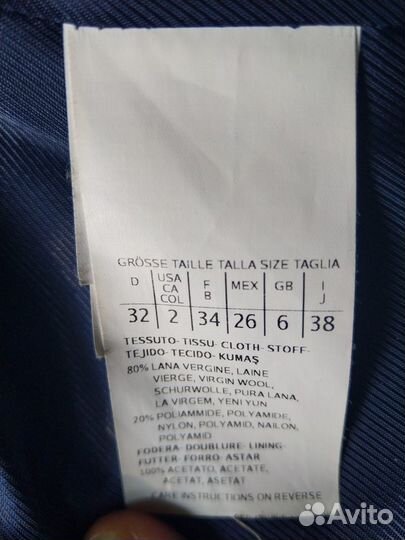 GRÖSSE TAILLE TALLA SIZE TAGLIA
D USA CA COL F B MEX GB I J
32 2 34 26 6 38
TESSUTO-TISSU-CLOTH-STOFF-
TEJIDO-TECIDO-KUMAŞ
80% LANA VERGINE, LAINE
VIERGE, VIRGIN WOOL,
SCHURWOLLE, PURA LANA,
LA VIRGEM, YENI YUN
20% POLIAMMIDE, POLYAMIDE,
NYLON, POLYAMID, NAILON,
POLYAMID
FODERA-DOUBLURE-LINING-
FUTTER-FORRO-ASTAR
100% ACETATO, ACETATE,
ACETAT, ASETAT
CARE INSTRUCTIONS ON REVERSE
Avito